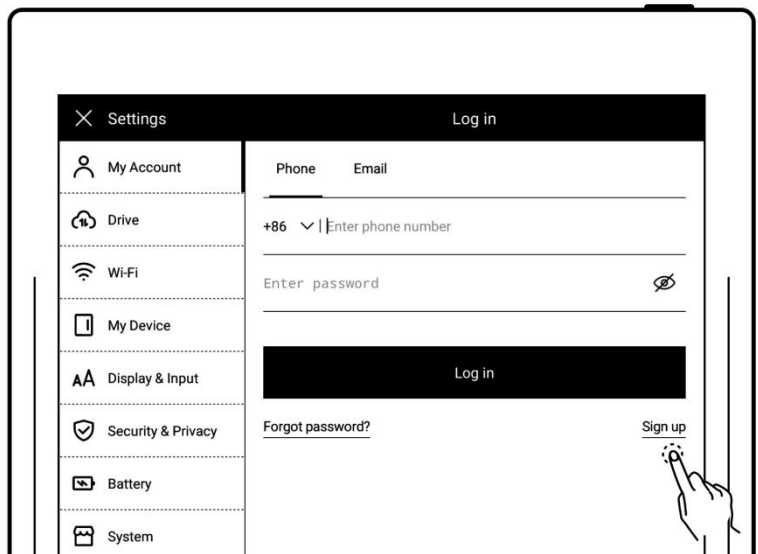 Settings
Log in
My Account
Drive
Wi-Fi
My Device
Display & Input
Security & Privacy
Battery
System
Phone Email
+86 Enter phone number
Enter password
Log in
Forgot password? Sign up